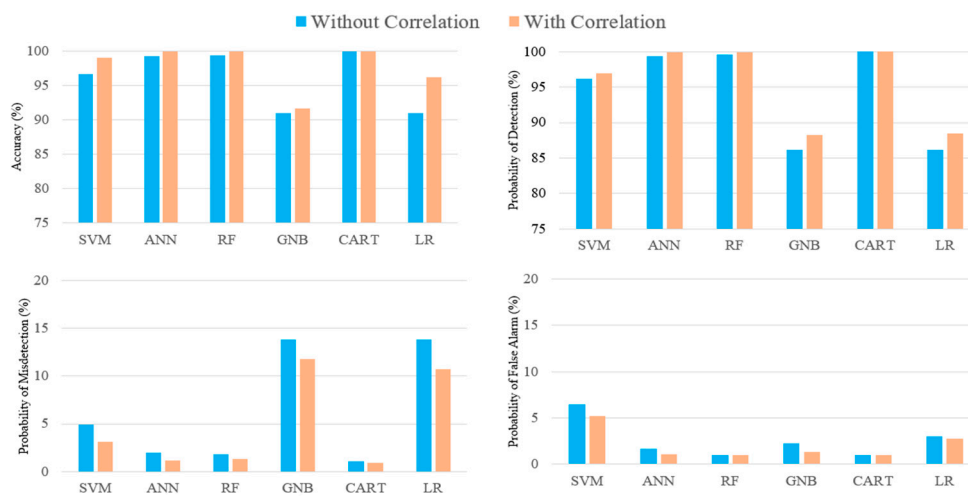 Without Correlation With Correlation
Accuracy (%)
100
95
90
85
80
75
SVM ANN RF GNB CART LR
Probability of Detection (%)
100
95
90
85
80
75
SVM ANN RF GNB CART LR
Probability of Misdetection (%)
20
15
10
5
0
SVM ANN RF GNB CART LR
Probability of False Alarm (%)
20
15
10
5
0
SVM ANN RF GNB CART LR